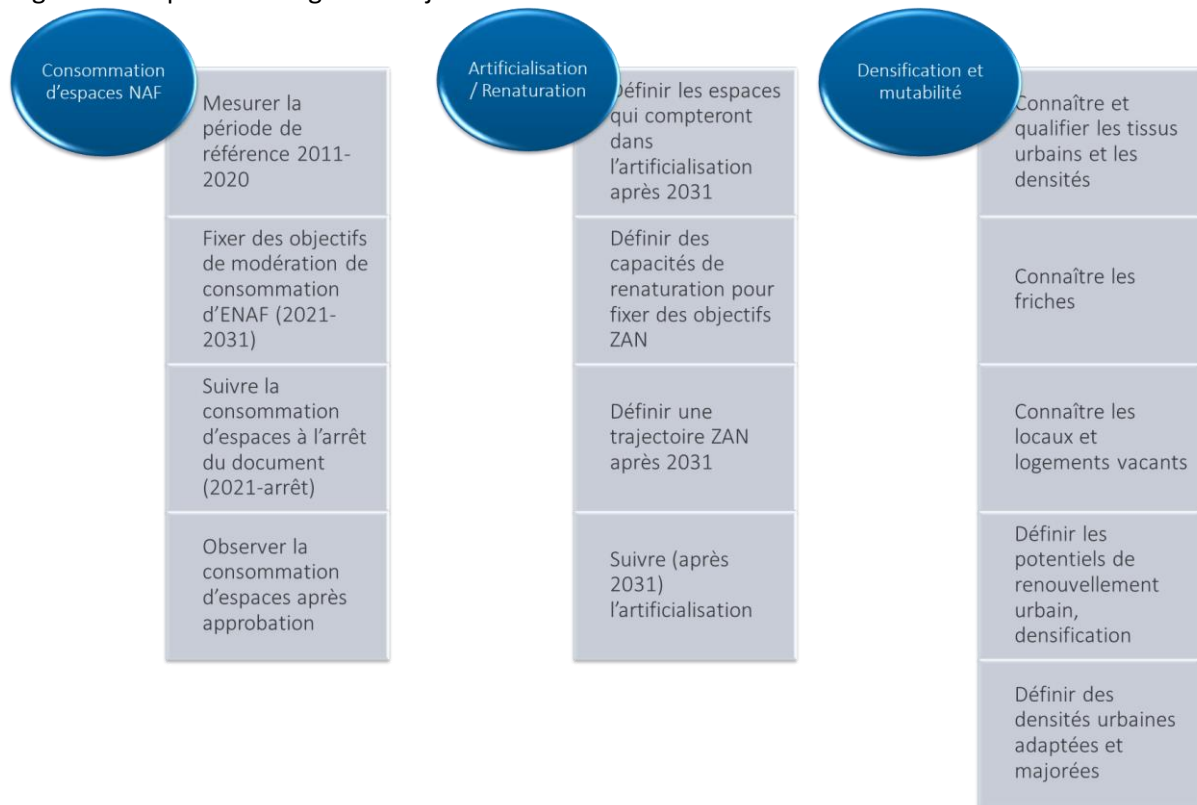 Consommation
d'espaces NAF
Mesurer la
période de
référence 2011-
2020
Fixer des objectifs
de modération de
consommation
d'ENAF (2021-
2031)
Suivre la
consommation
d'espaces à l'arrêt
du document
(2021-arrêt)
Observer la
consommation
d'espaces après
approbation
Artificialisation
/ Renaturation
Définir les espaces
qui compteront
dans
l'artificialisation
après 2031
Définir des
capacités de
renaturation pour
fixer des objectifs
ZAN
Définir une
trajectoire ZAN
après 2031
Suivre (après
2031)
l'artificialisation
Densification et
mutabilité
Connaître et
qualifier les tissus
urbains et les
densités
Connaître les
friches
Connaître les
locaux et
logements vacants
Définir les
potentiels de
renouvellement
urbain,
densification
Définir des
densités urbaines
adaptées et
majorées